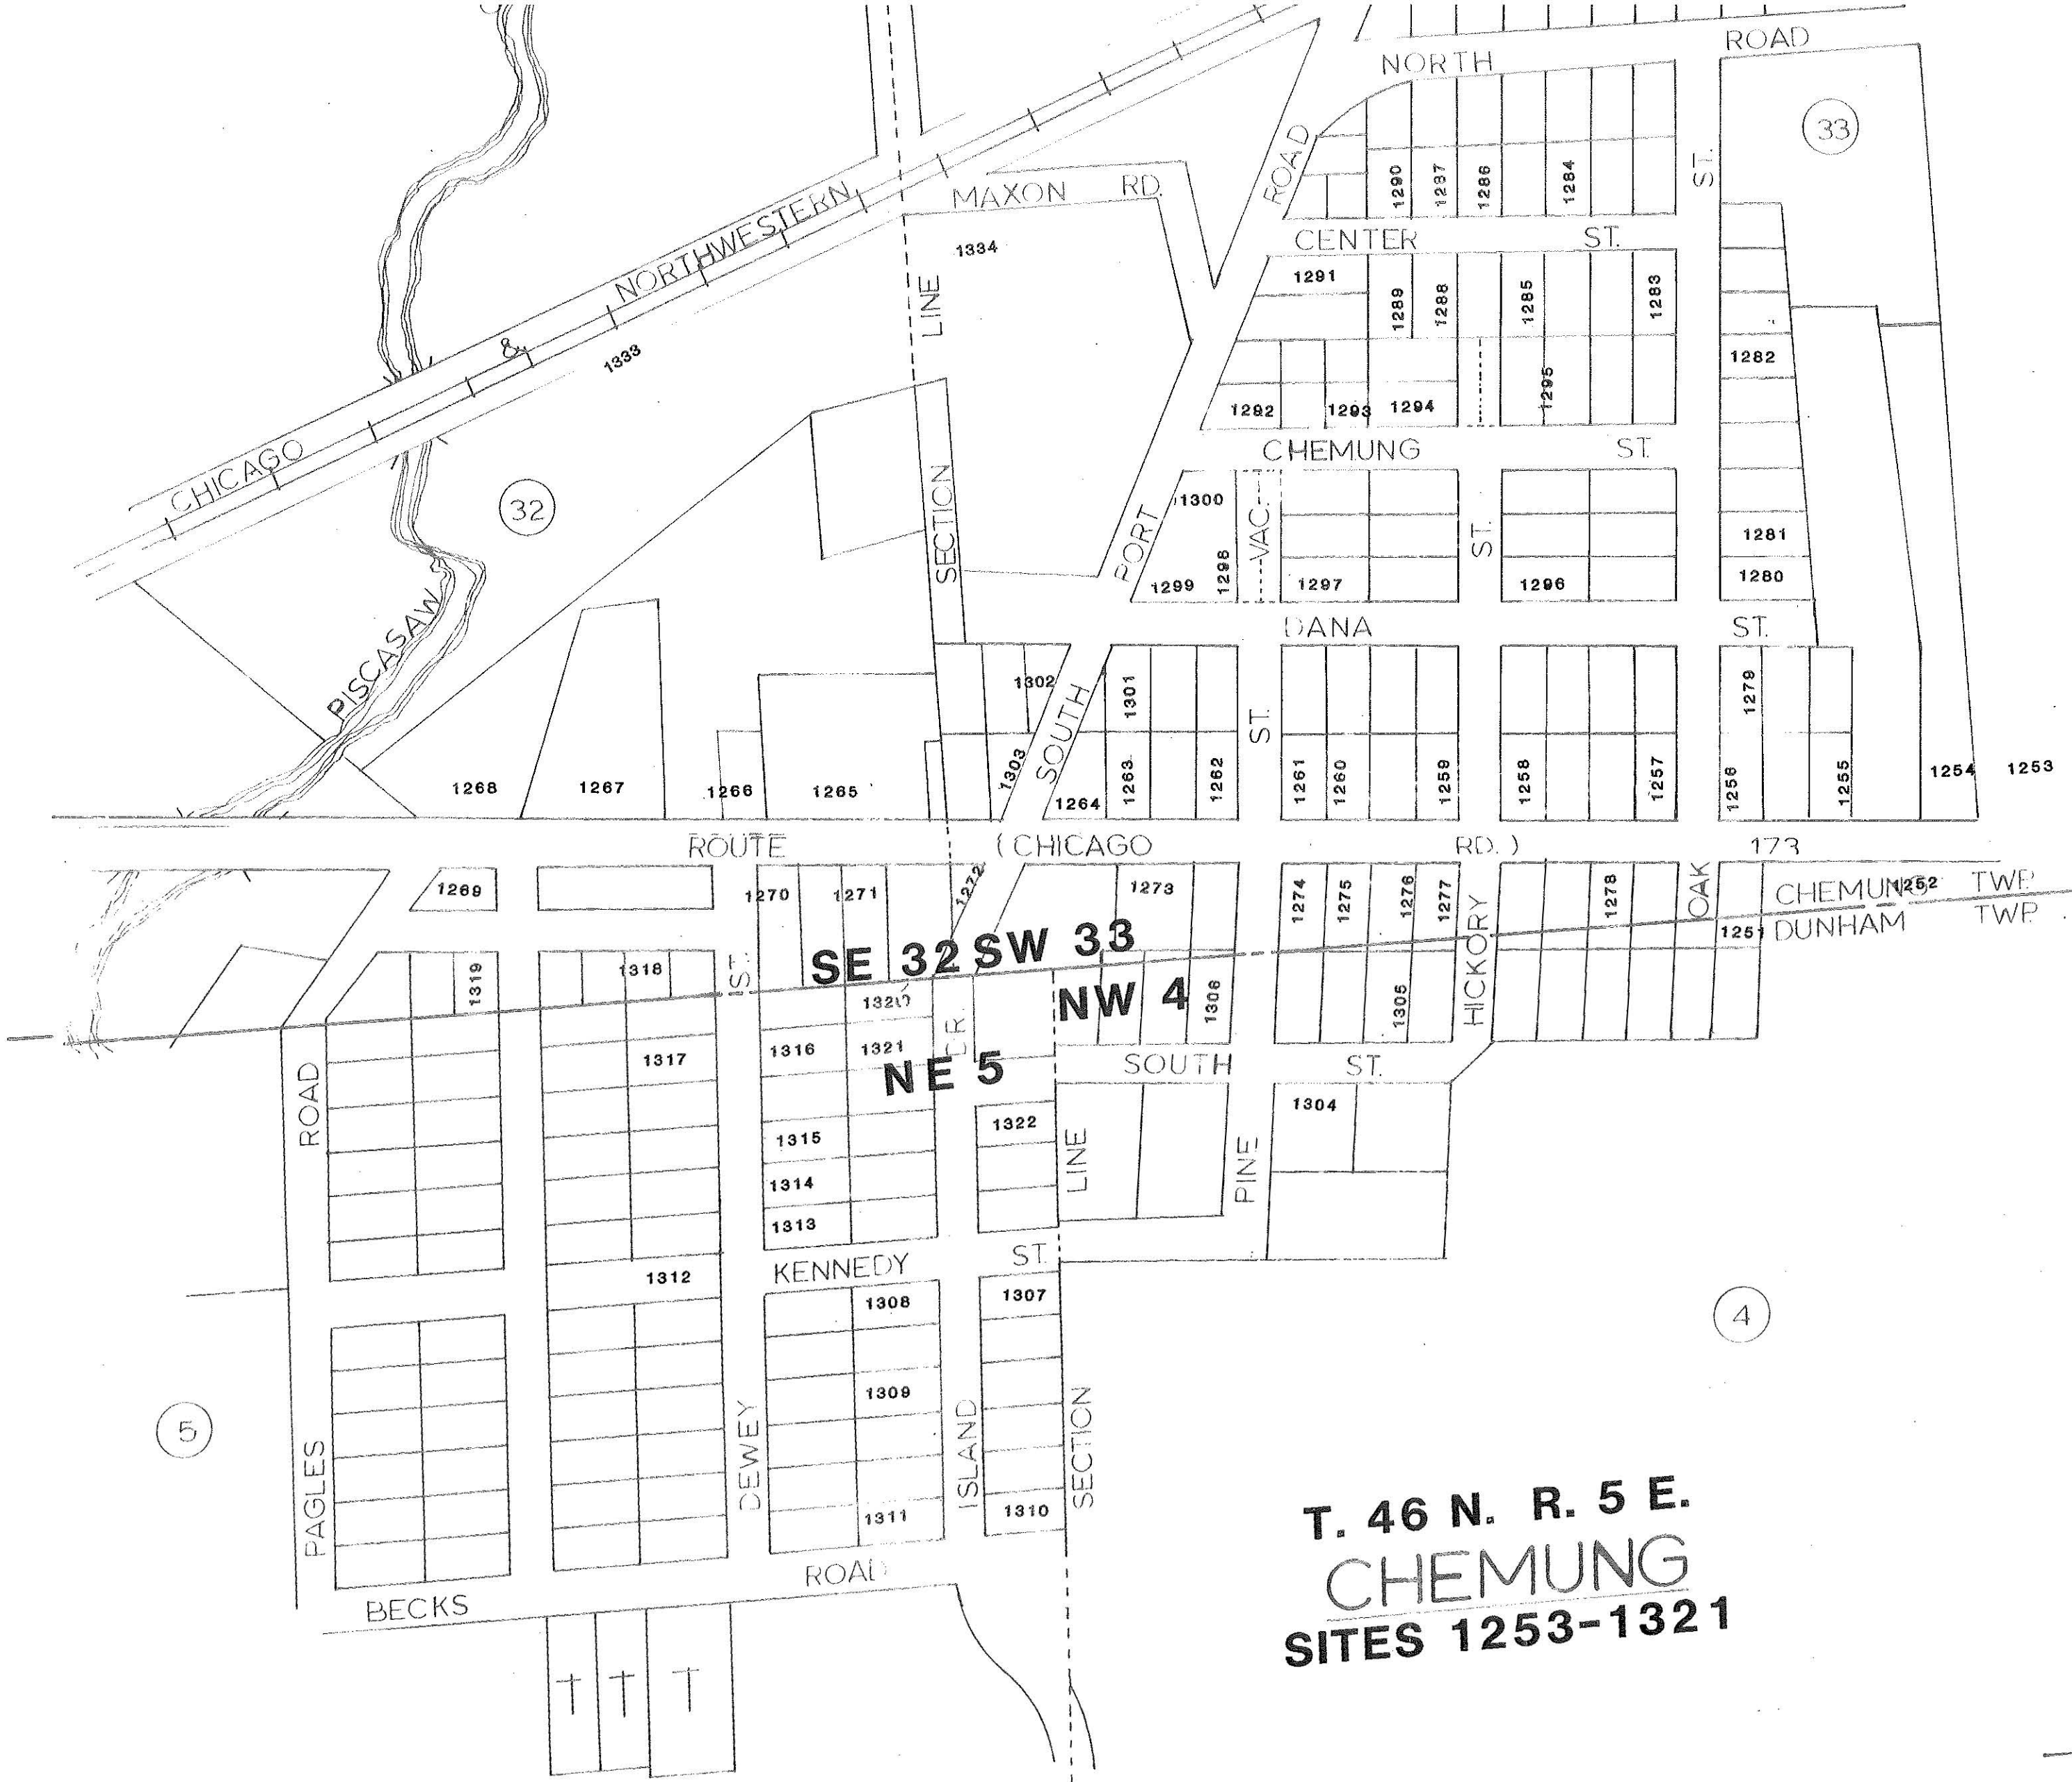 NORTH ROAD
33
ROAD
1290 1287 1286 1284
ST.
MAXON RD.
CHICAGO & NORTHWESTERN
1334
CENTER ST.
1291
1289 1288 1285 1283
LINE
1333
1282
1292 1293 1294 1295
CHEMUNG ST.
32
SECTION
PORT
1300
VAC.
ST.
1281
1299 1298 1297 1296 1280
DANA ST.
PISCASAW
1302
SOUTH
1301
ST.
1279
1268 1267 1266 1265
1303
1264 1263 1262 1261 1260 1259 1258 1257 1256 1255 1254 1253
ROUTE (CHICAGO RD.) 173
1269
1270 1271 1272 1273 1274 1275 1276 1277
HICKORY
1278
OAK
CHEMUNG 1252 TWP.
1251 DUNHAM TWP.
SE 32 SW 33
1319 1318
ST.
1320
NW 4
1306 1305
1317
1316 1321
DR.
NE 5
SOUTH ST.
ROAD
1315
1322
LINE
PINE
1304
1314
1313
KENNEDY ST.
1312
1308 1307
4
1309
5
PAGLES
DEWEY
ISLAND
SECTION
1311 1310
BECKS ROAD
T. 46 N. R. 5 E.
CHEMUNG
SITES 1253-1321